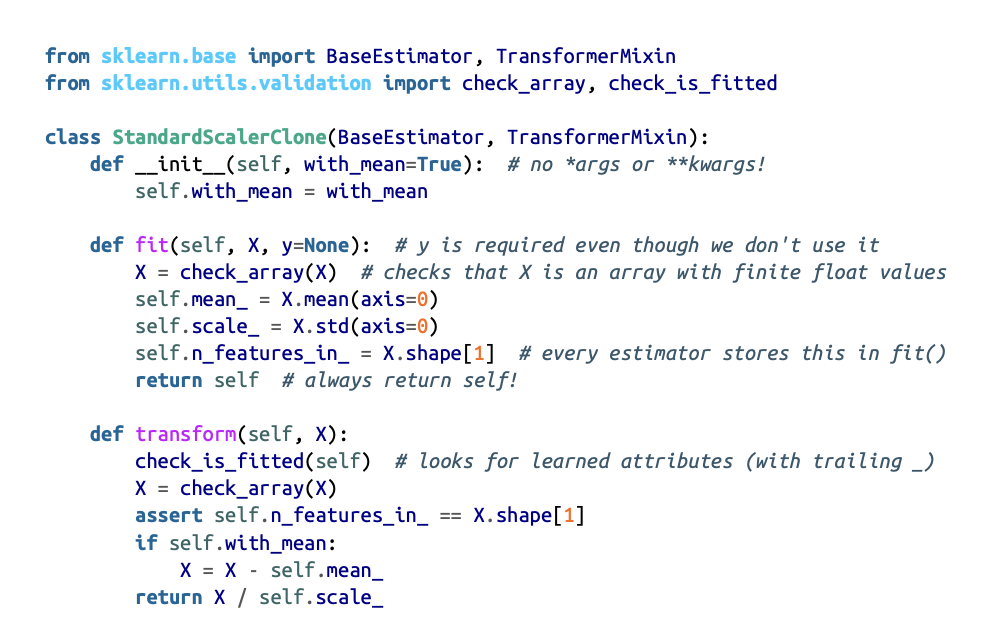 from sklearn.base import BaseEstimator, TransformerMixin
from sklearn.utils.validation import check_array, check_is_fitted

class StandardScalerClone(BaseEstimator, TransformerMixin):
    def __init__(self, with_mean=True):  # no *args or **kwargs!
        self.with_mean = with_mean

    def fit(self, X, y=None):  # y is required even though we don't use it
        X = check_array(X)  # checks that X is an array with finite float values
        self.mean_ = X.mean(axis=0)
        self.scale_ = X.std(axis=0)
        self.n_features_in_ = X.shape[1]  # every estimator stores this in fit()
        return self  # always return self!

    def transform(self, X):
        check_is_fitted(self)  # looks for learned attributes (with trailing _)
        X = check_array(X)
        assert self.n_features_in_ == X.shape[1]
        if self.with_mean:
            X = X - self.mean_
        return X / self.scale_